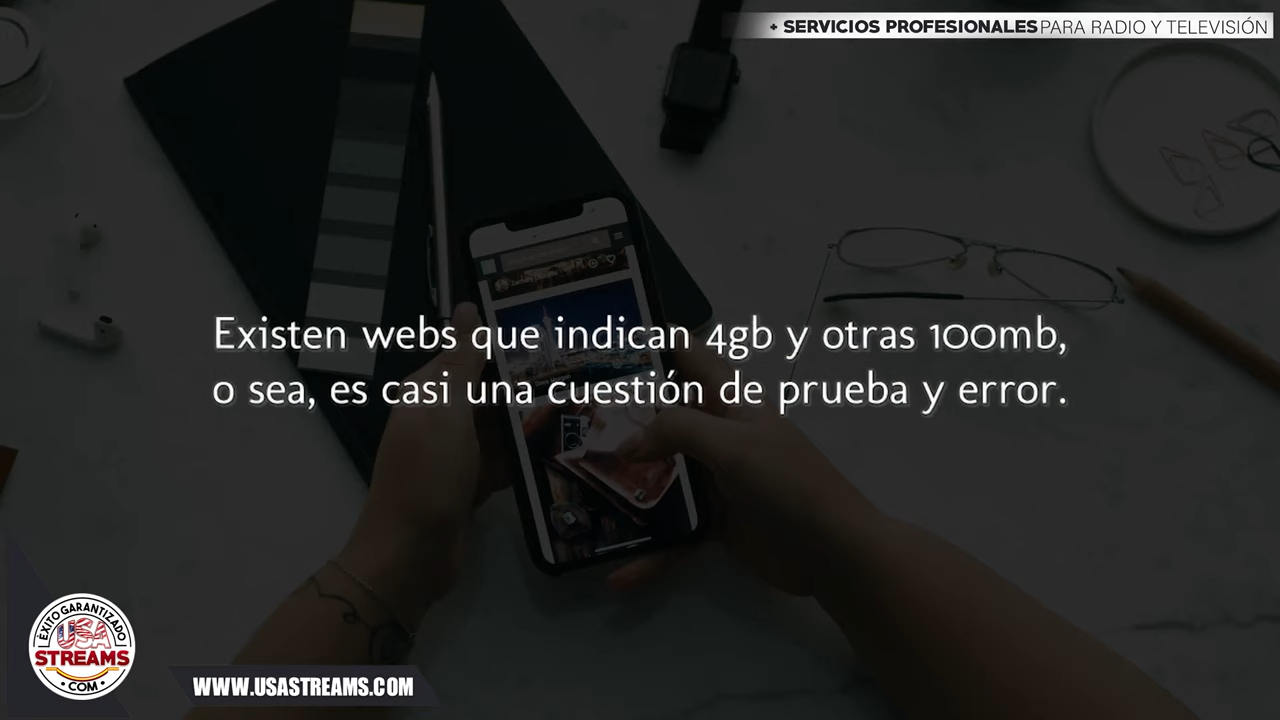 + SERVICIOS PROFESIONALES PARA RADIO Y TELEVISIÓN
Existen webs que indican 4gb y otras 100mb,
o sea, es casi una cuestión de prueba y error.
ÉXITO GARANTIZADO
USA
STREAMS
.COM
WWW.USASTREAMS.COM